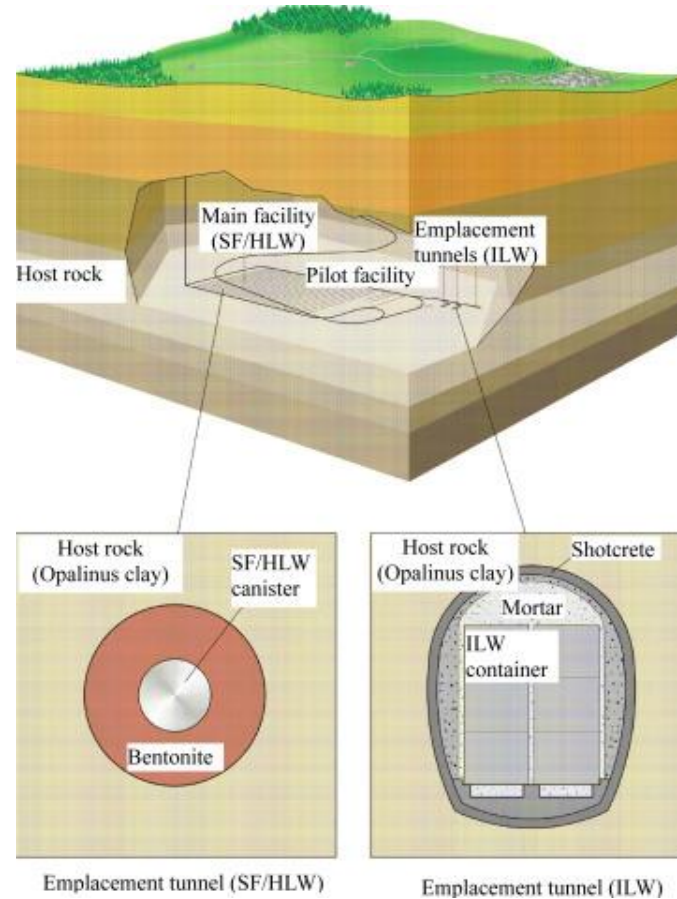 Main facility
(SF/HLW)
Emplacement
tunnels (ILW)
Host rock
Pilot facility
Host rock
(Opalinus clay)
SF/HLW
canister
Bentonite
Emplacement tunnel (SF/HLW)
Host rock
(Opalinus clay)
Shotcrete
Mortar
ILW
container
Emplacement tunnel (ILW)